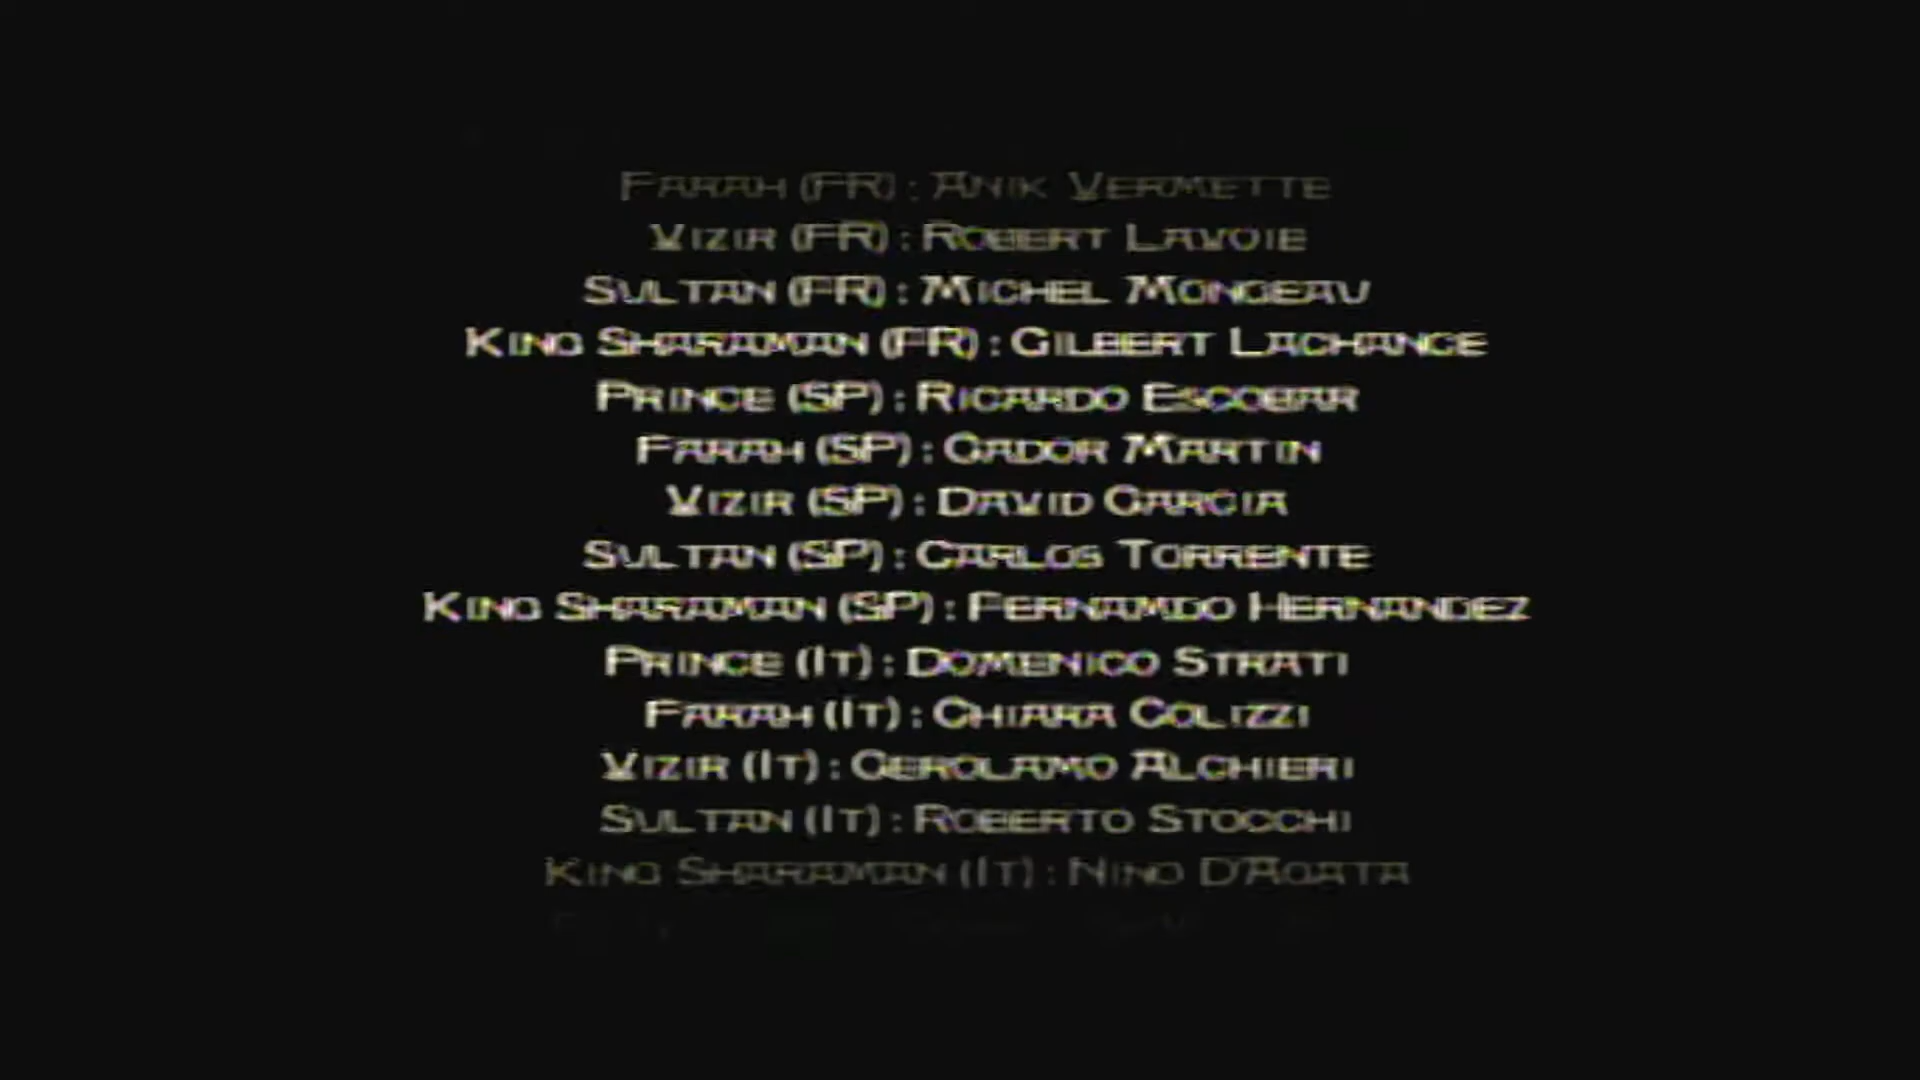 Farah (FR) : Anik Vermette
Vizir (FR) : Robert Lavoie
Sultan (FR) : Michel Mongeau
King Sharaman (FR) : Gilbert Lachance
Prince (SP) : Ricardo Escobar
Farah (SP) : Gador Martin
Vizir (SP) : David Garcia
Sultan (SP) : Carlos Torrente
King Sharaman (SP) : Fernando Hernandez
Prince (It) : Domenico Strati
Farah (It) : Chiara Colizzi
Vizir (It) : Gerolamo Alchieri
Sultan (It) : Roberto Stocchi
King Sharaman (It) : Nino D'Agata